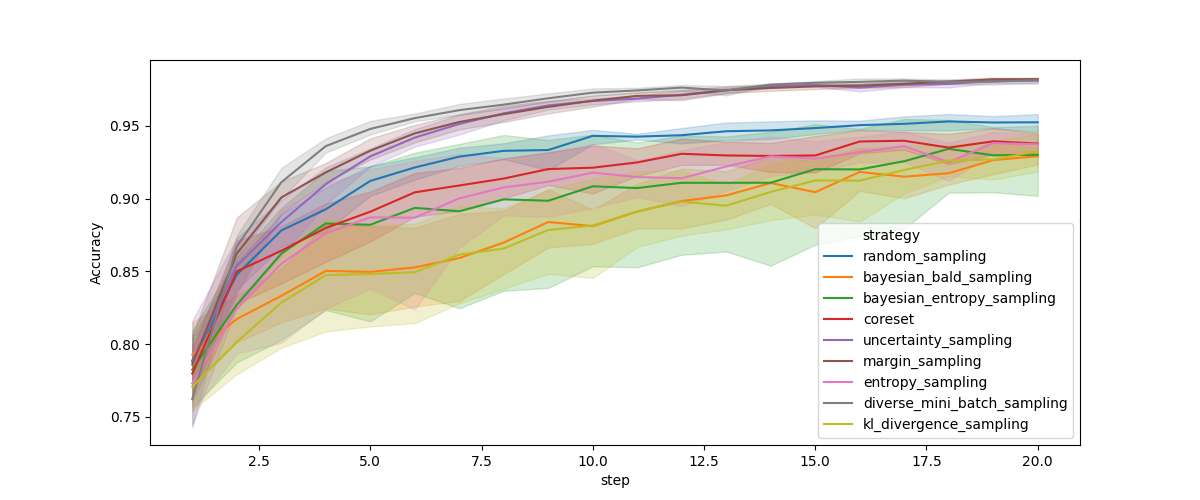 0.95
0.90
0.85
0.80
0.75
Accuracy
2.5
5.0
7.5
10.0
12.5
15.0
17.5
20.0
step
strategy
random_sampling
bayesian_bald_sampling
bayesian_entropy_sampling
coreset
uncertainty_sampling
margin_sampling
entropy_sampling
diverse_mini_batch_sampling
kl_divergence_sampling